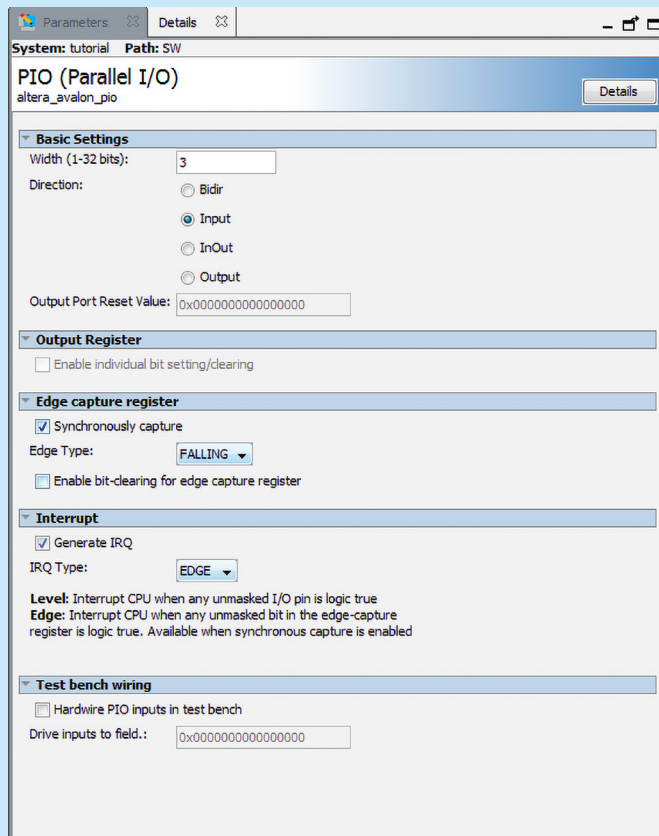 Parameters Details
System: tutorial Path: SW
PIO (Parallel I/O)
altera_avalon_pio
Details
Basic Settings
Width (1-32 bits): 3
Direction: Bidir
Input
InOut
Output
Output Port Reset Value: 0x0000000000000000
Output Register
Enable individual bit setting/clearing
Edge capture register
Synchronously capture
Edge Type: FALLING
Enable bit-clearing for edge capture register
Interrupt
Generate IRQ
IRQ Type: EDGE
Level: Interrupt CPU when any unmasked I/O pin is logic true
Edge: Interrupt CPU when any unmasked bit in the edge-capture
register is logic true. Available when synchronous capture is enabled
Test bench wiring
Hardwire PIO inputs in test bench
Drive inputs to field.: 0x0000000000000000